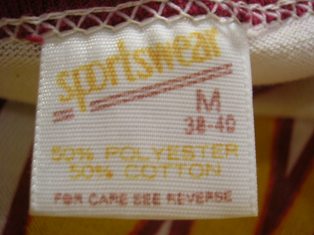 sportswear
M
38-40
50% POLYESTER
50% COTTON
FOR CARE SEE REVERSE